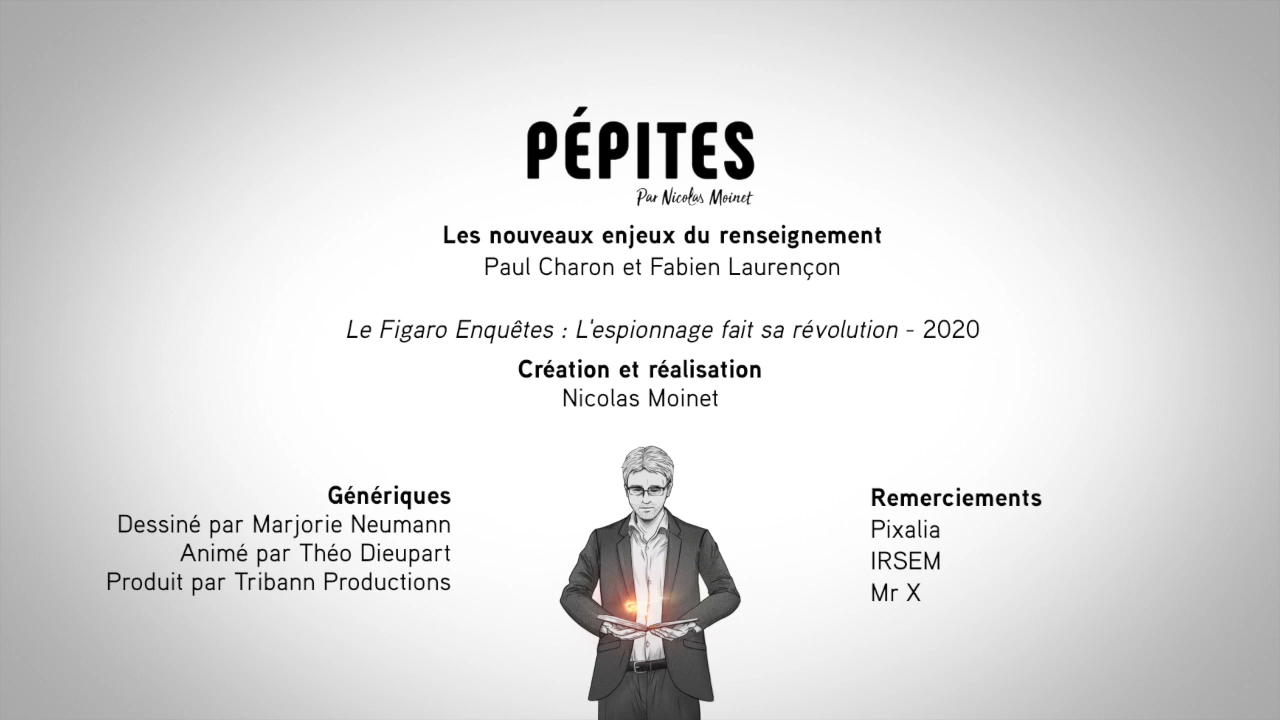 PÉPITES
Par Nicolas Moinet
Les nouveaux enjeux du renseignement
Paul Charon et Fabien Laurençon
Le Figaro Enquêtes : L'espionnage fait sa révolution - 2020
Création et réalisation
Nicolas Moinet
Génériques
Dessiné par Marjorie Neumann
Animé par Théo Dieupart
Produit par Tribann Productions
Remerciements
Pixalia
IRSEM
Mr X